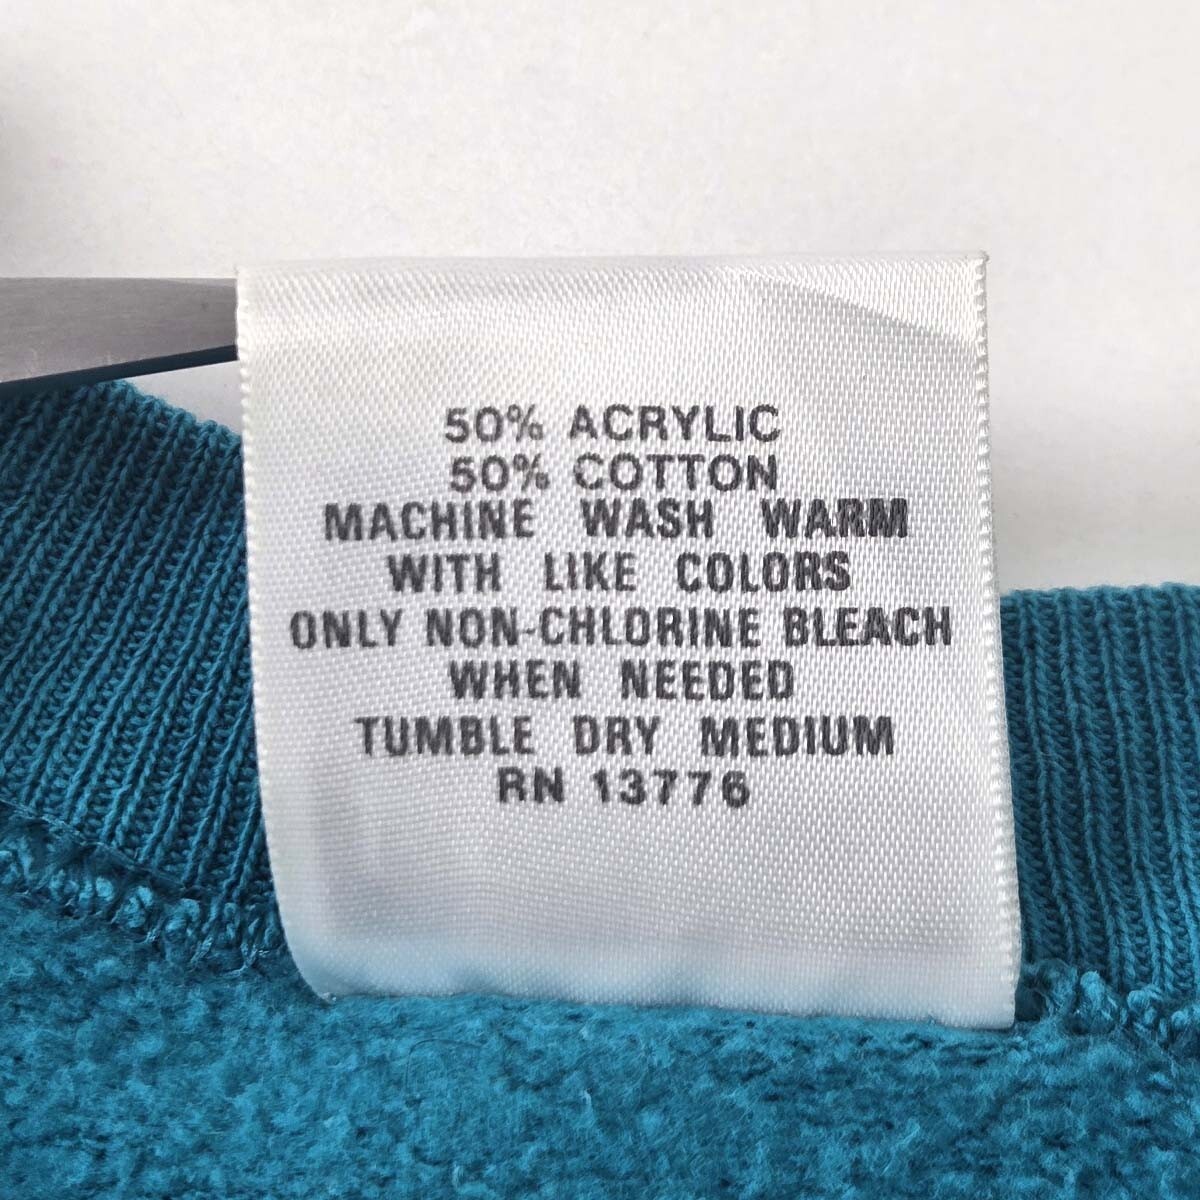 50% ACRYLIC
50% COTTON
MACHINE WASH WARM
WITH LIKE COLORS
ONLY NON-CHLORINE BLEACH
WHEN NEEDED
TUMBLE DRY MEDIUM
RN 13776